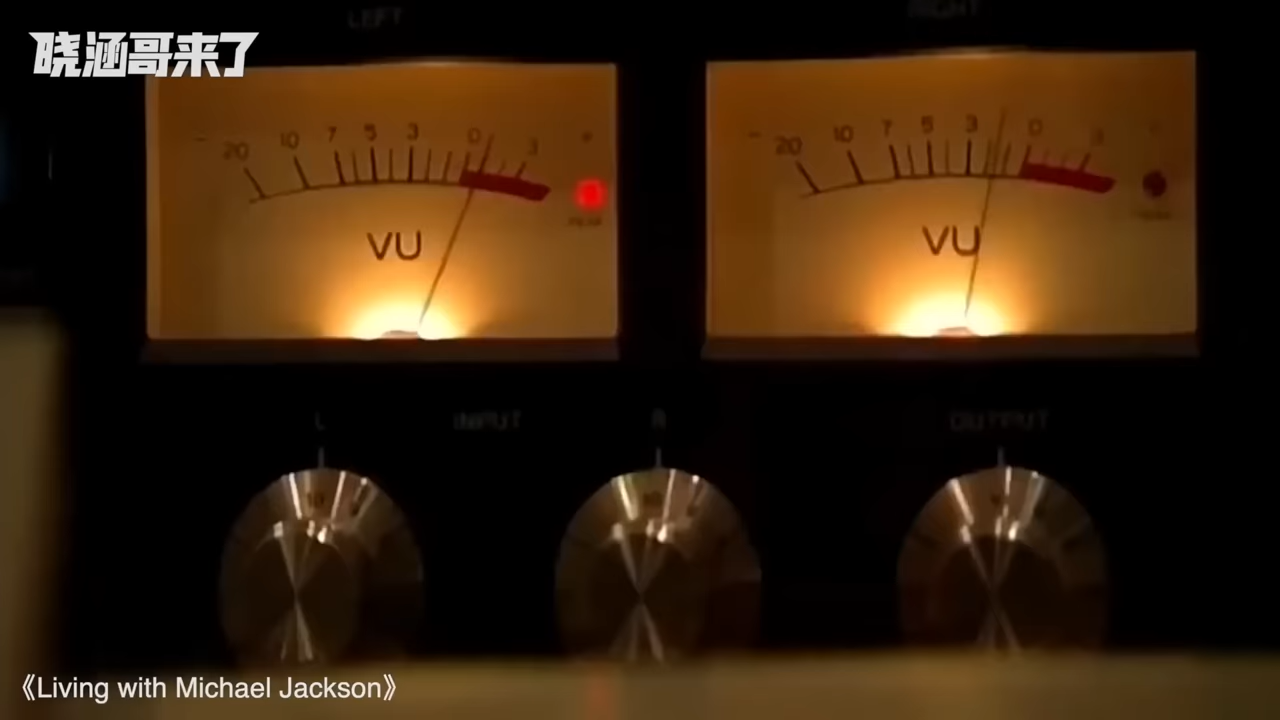 晓涵哥来了
LEFT
RIGHT
- 20 10 7 5 3 0 3 +
VU
- 20 10 7 5 3 0 3
VU
L INPUT R OUTPUT
10
《Living with Michael Jackson》